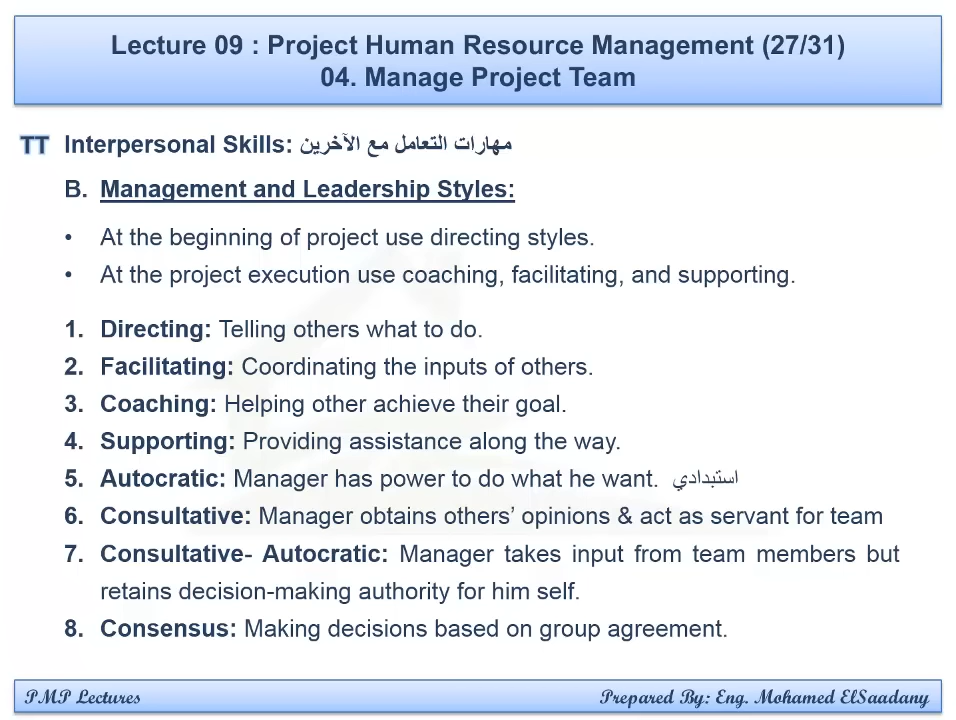 Lecture 09 : Project Human Resource Management (27/31)
04. Manage Project Team
TT Interpersonal Skills: مهارات التعامل مع الآخرين
B. Management and Leadership Styles:
• At the beginning of project use directing styles.
• At the project execution use coaching, facilitating, and supporting.
1. Directing: Telling others what to do.
2. Facilitating: Coordinating the inputs of others.
3. Coaching: Helping other achieve their goal.
4. Supporting: Providing assistance along the way.
5. Autocratic: Manager has power to do what he want. استبدادي
6. Consultative: Manager obtains others’ opinions & act as servant for team
7. Consultative- Autocratic: Manager takes input from team members but
retains decision-making authority for him self.
8. Consensus: Making decisions based on group agreement.
PMP Lectures
Prepared By: Eng. Mohamed ElSaadany